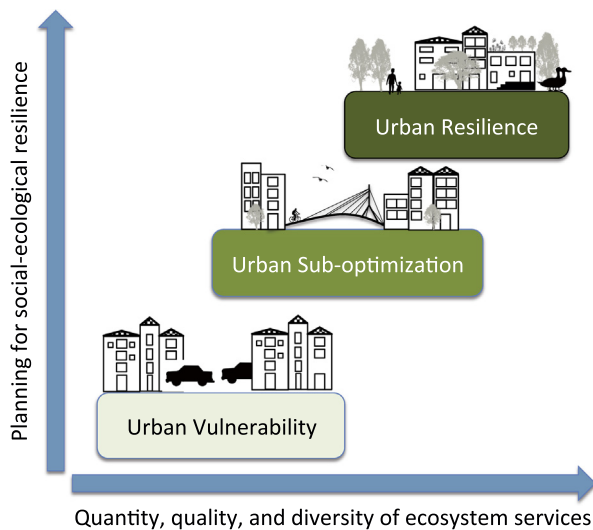 Planning for social-ecological resilience
Urban Resilience
Urban Sub-optimization
Urban Vulnerability
Quantity, quality, and diversity of ecosystem services